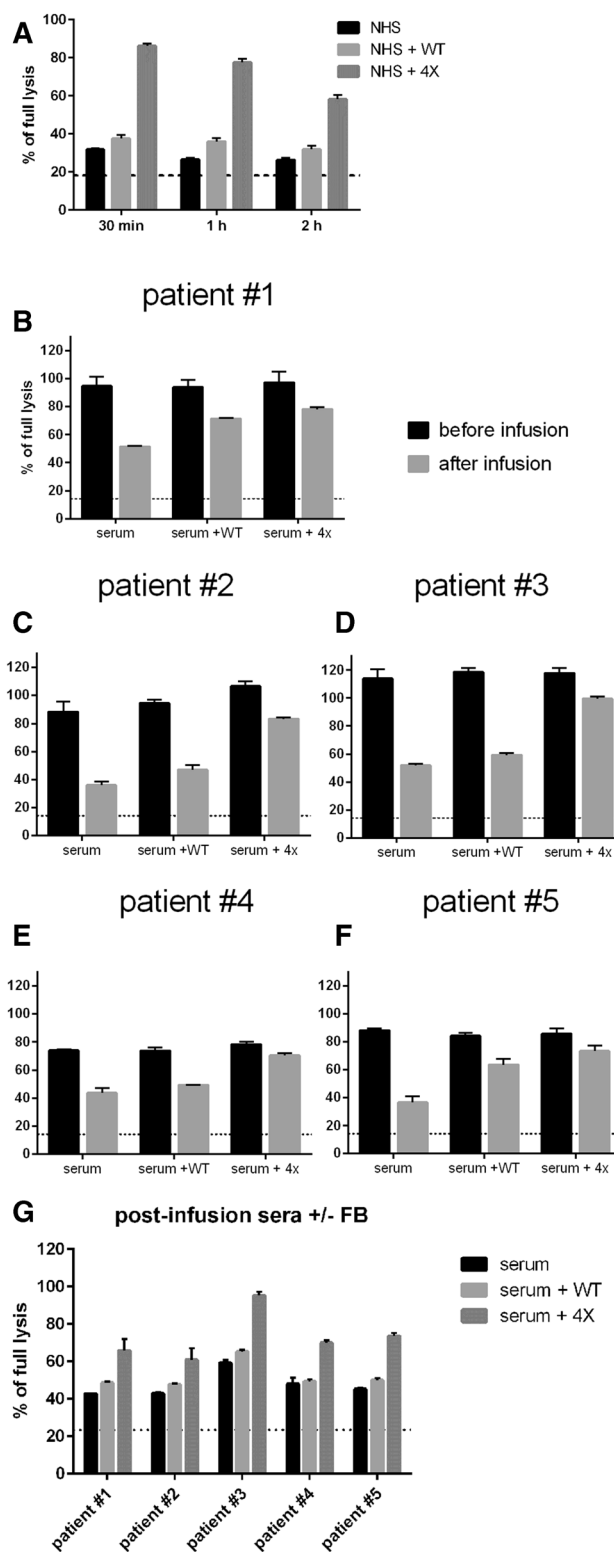 A
NHS
NHS + WT
NHS + 4X
% of full lysis
100
80
60
40
20
0
30 min 1 h 2 h
patient #1
B
% of full lysis
120
100
80
60
40
20
0
serum serum +WT serum + 4x
before infusion
after infusion
patient #2
C
120
100
80
60
40
20
0
serum serum +WT serum + 4x
patient #3
D
120
100
80
60
40
20
0
serum serum +WT serum + 4x
patient #4
E
120
100
80
60
40
20
0
serum serum +WT serum + 4x
patient #5
F
120
100
80
60
40
20
0
serum serum +WT serum + 4x
G
post-infusion sera +/- FB
% of full lysis
120
100
80
60
40
20
0
patient #1 patient #2 patient #3 patient #4 patient #5
serum
serum + WT
serum + 4X